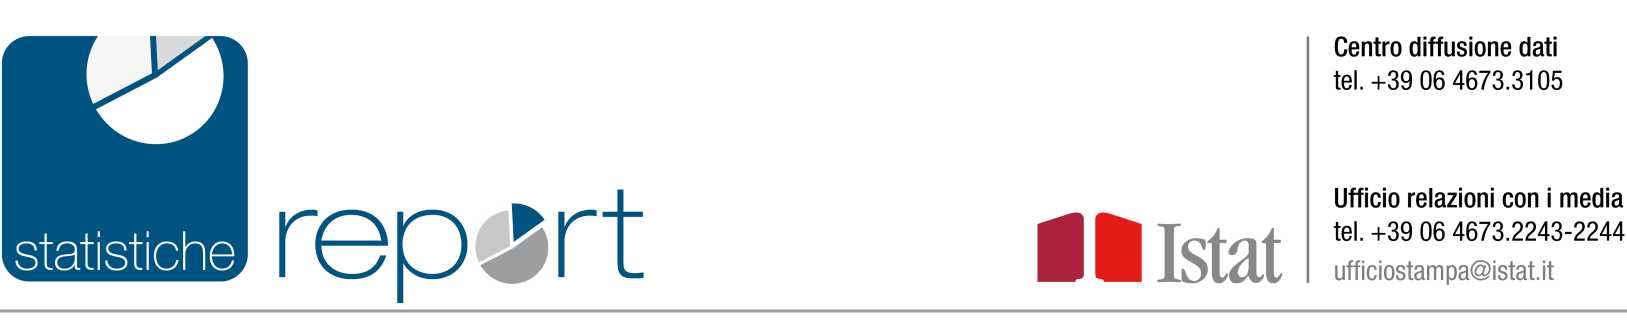 statistiche
report
Istat
Centro diffusione dati
tel. +39 06 4673.3105
Ufficio relazioni con i media
tel. +39 06 4673.2243-2244
ufficiostampa@istat.it